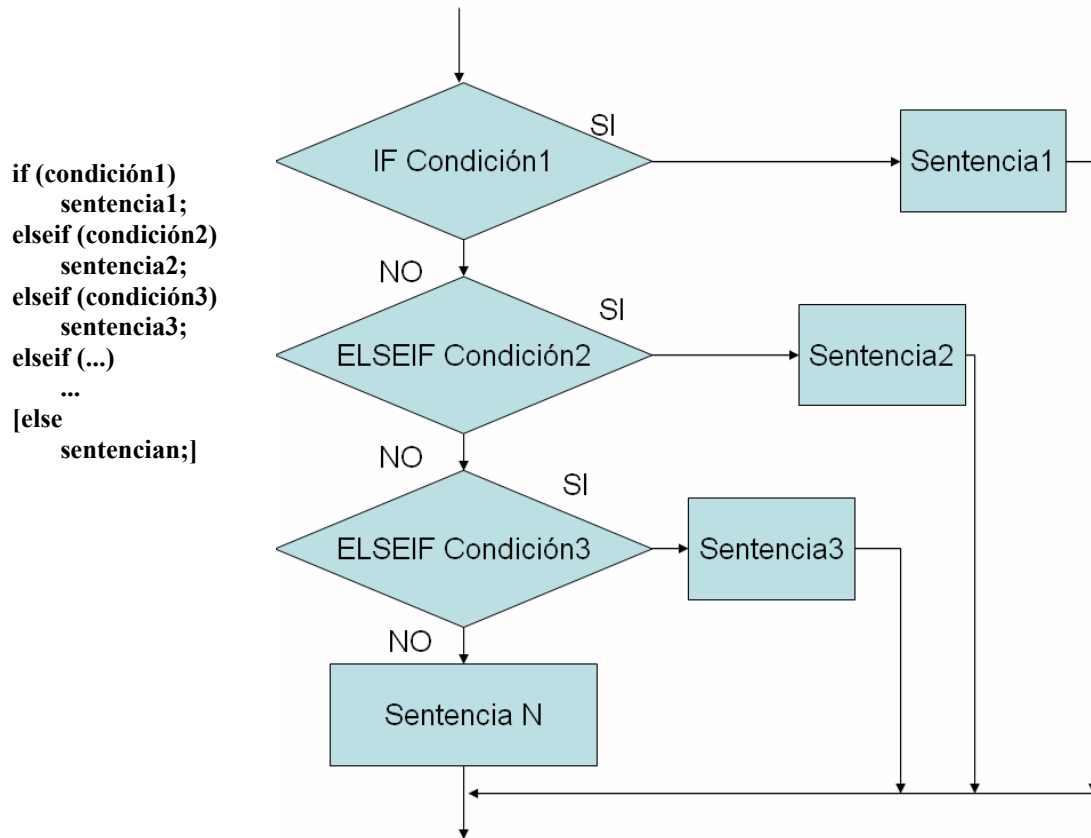 if (condición1)
sentencia1;
elseif (condición2)
sentencia2;
elseif (condición3)
sentencia3;
elseif (...)
...
[else
sentencian;]
IF Condición1
SI
Sentencia1
NO
ELSEIF Condición2
SI
Sentencia2
NO
ELSEIF Condición3
SI
Sentencia3
NO
Sentencia N